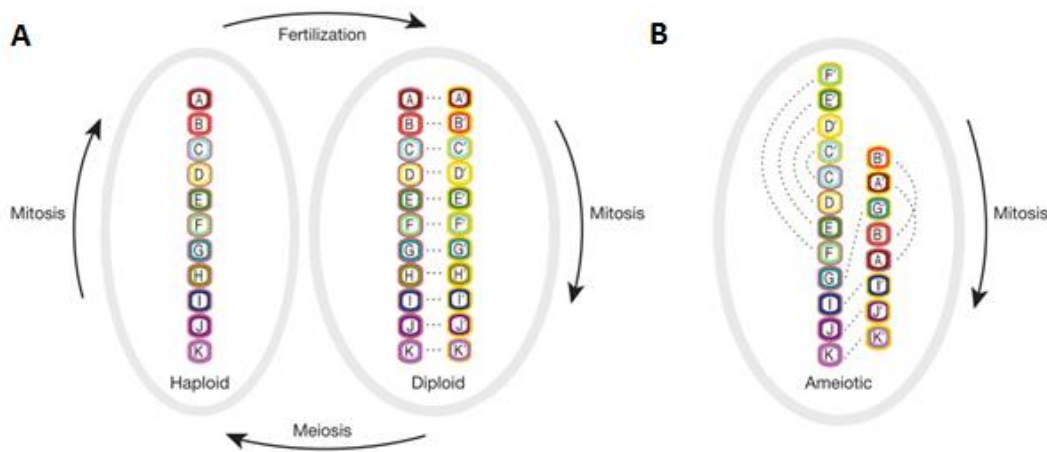 A
Fertilization
Mitosis
A
B
C
D
E
F
G
H
I
J
K
Haploid
A A'
B B'
C C'
D D'
E E'
F F'
G G'
H H'
I I'
J J'
K K'
Diploid
Mitosis
Meiosis
B
F'
E'
D'
C'
C
D
E
F
G
I
J
K
B'
A'
G'
B
A
I'
J'
K'
Ameiotic
Mitosis